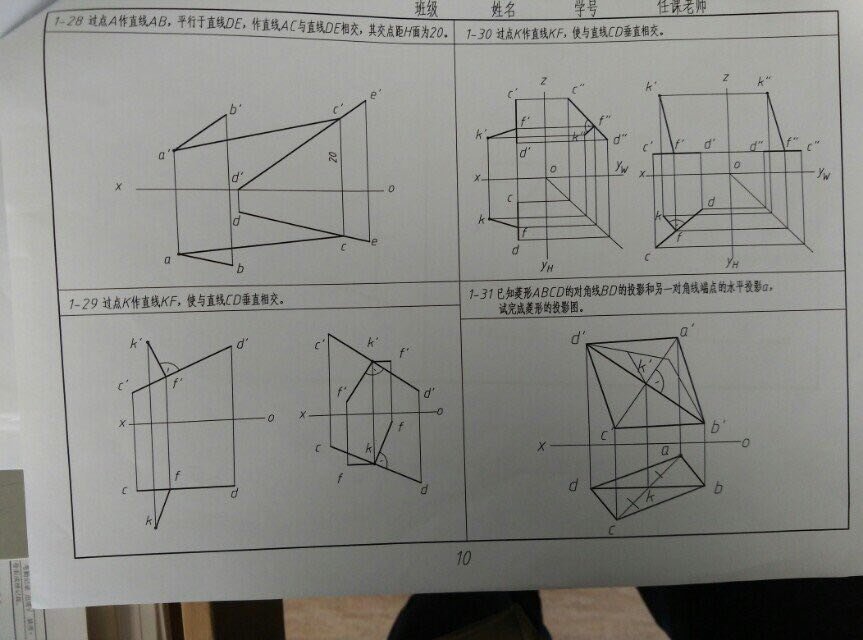 班级 姓名 学号 任课老师
1-28 过点A作直线AB，平行于直线DE，作直线AC与直线DE相交，其交点距H面为20。
b' c' e'
a'
20
d'
x o
d
a c e
b
1-30 过点K作直线KF，使与直线CD垂直相交。
z
c' c"
f' f"
k' k"
d' d"
x o YW
c
k
f
d
YH
z
k' k"
c' f' d' d" f" c"
x o YW
k d
f
c
YH
1-29 过点K作直线KF，使与直线CD垂直相交。
k' d'
c' f'
x o
f
c d
k
c' k' f'
f' d'
x o
c k f
f d
1-31 已知菱形ABCD的对角线BD的投影和另一对角线端点的水平投影a，
试完成菱形的投影图。
d' a'
k'
c' b'
x o
a
d k b
c
10